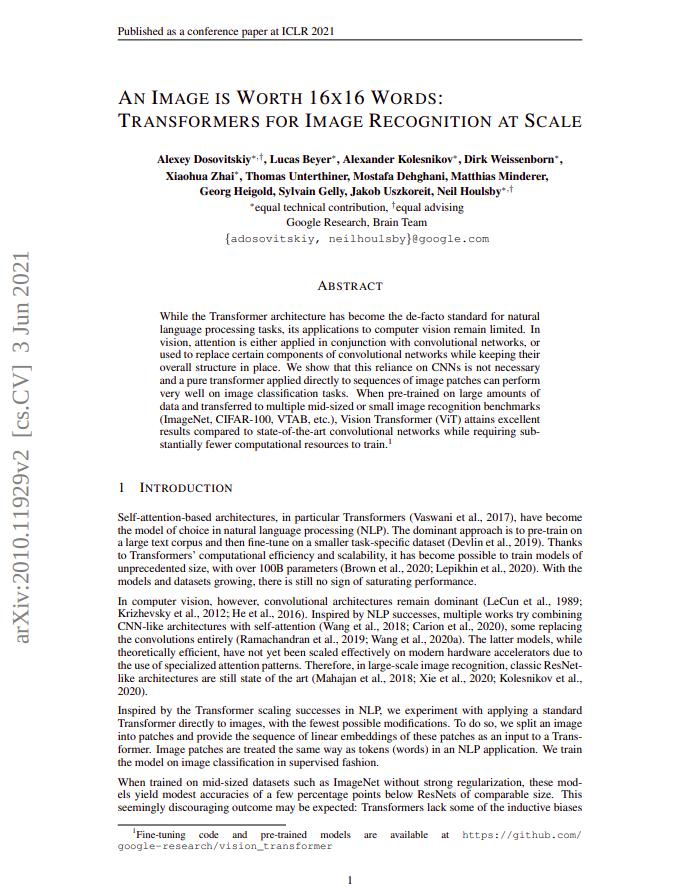 Published as a conference paper at ICLR 2021
AN IMAGE IS WORTH 16X16 WORDS:
TRANSFORMERS FOR IMAGE RECOGNITION AT SCALE
Alexey Dosovitskiy∗,†, Lucas Beyer∗, Alexander Kolesnikov∗, Dirk Weissenborn∗,
Xiaohua Zhai∗, Thomas Unterthiner, Mostafa Dehghani, Matthias Minderer,
Georg Heigold, Sylvain Gelly, Jakob Uszkoreit, Neil Houlsby∗,†
∗equal technical contribution, †equal advising
Google Research, Brain Team
{adosovitskiy, neilhoulsby}@google.com
ABSTRACT
While the Transformer architecture has become the de-facto standard for natural
language processing tasks, its applications to computer vision remain limited. In
vision, attention is either applied in conjunction with convolutional networks, or
used to replace certain components of convolutional networks while keeping their
overall structure in place. We show that this reliance on CNNs is not necessary
and a pure transformer applied directly to sequences of image patches can perform
very well on image classification tasks. When pre-trained on large amounts of
data and transferred to multiple mid-sized or small image recognition benchmarks
(ImageNet, CIFAR-100, VTAB, etc.), Vision Transformer (ViT) attains excellent
results compared to state-of-the-art convolutional networks while requiring sub-
stantially fewer computational resources to train.1
1 INTRODUCTION
Self-attention-based architectures, in particular Transformers (Vaswani et al., 2017), have become
the model of choice in natural language processing (NLP). The dominant approach is to pre-train on
a large text corpus and then fine-tune on a smaller task-specific dataset (Devlin et al., 2019). Thanks
to Transformers' computational efficiency and scalability, it has become possible to train models of
unprecedented size, with over 100B parameters (Brown et al., 2020; Lepikhin et al., 2020). With the
models and datasets growing, there is still no sign of saturating performance.
In computer vision, however, convolutional architectures remain dominant (LeCun et al., 1989;
Krizhevsky et al., 2012; He et al., 2016). Inspired by NLP successes, multiple works try combining
CNN-like architectures with self-attention (Wang et al., 2018; Carion et al., 2020), some replacing
the convolutions entirely (Ramachandran et al., 2019; Wang et al., 2020a). The latter models, while
theoretically efficient, have not yet been scaled effectively on modern hardware accelerators due to
the use of specialized attention patterns. Therefore, in large-scale image recognition, classic ResNet-
like architectures are still state of the art (Mahajan et al., 2018; Xie et al., 2020; Kolesnikov et al.,
2020).
Inspired by the Transformer scaling successes in NLP, we experiment with applying a standard
Transformer directly to images, with the fewest possible modifications. To do so, we split an image
into patches and provide the sequence of linear embeddings of these patches as an input to a Trans-
former. Image patches are treated the same way as tokens (words) in an NLP application. We train
the model on image classification in supervised fashion.
When trained on mid-sized datasets such as ImageNet without strong regularization, these mod-
els yield modest accuracies of a few percentage points below ResNets of comparable size. This
seemingly discouraging outcome may be expected: Transformers lack some of the inductive biases
1Fine-tuning code and pre-trained models are available at https://github.com/
google-research/vision_transformer
1
arXiv:2010.11929v2 [cs.CV] 3 Jun 2021